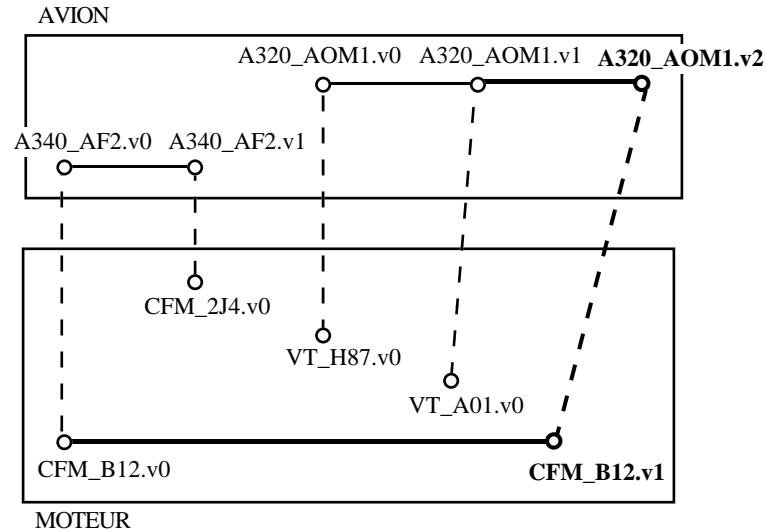 AVION
A320_AOM1.v0 A320_AOM1.v1 A320_AOM1.v2
A340_AF2.v0 A340_AF2.v1
CFM_2J4.v0
VT_H87.v0
VT_A01.v0
CFM_B12.v0 CFM_B12.v1
MOTEUR